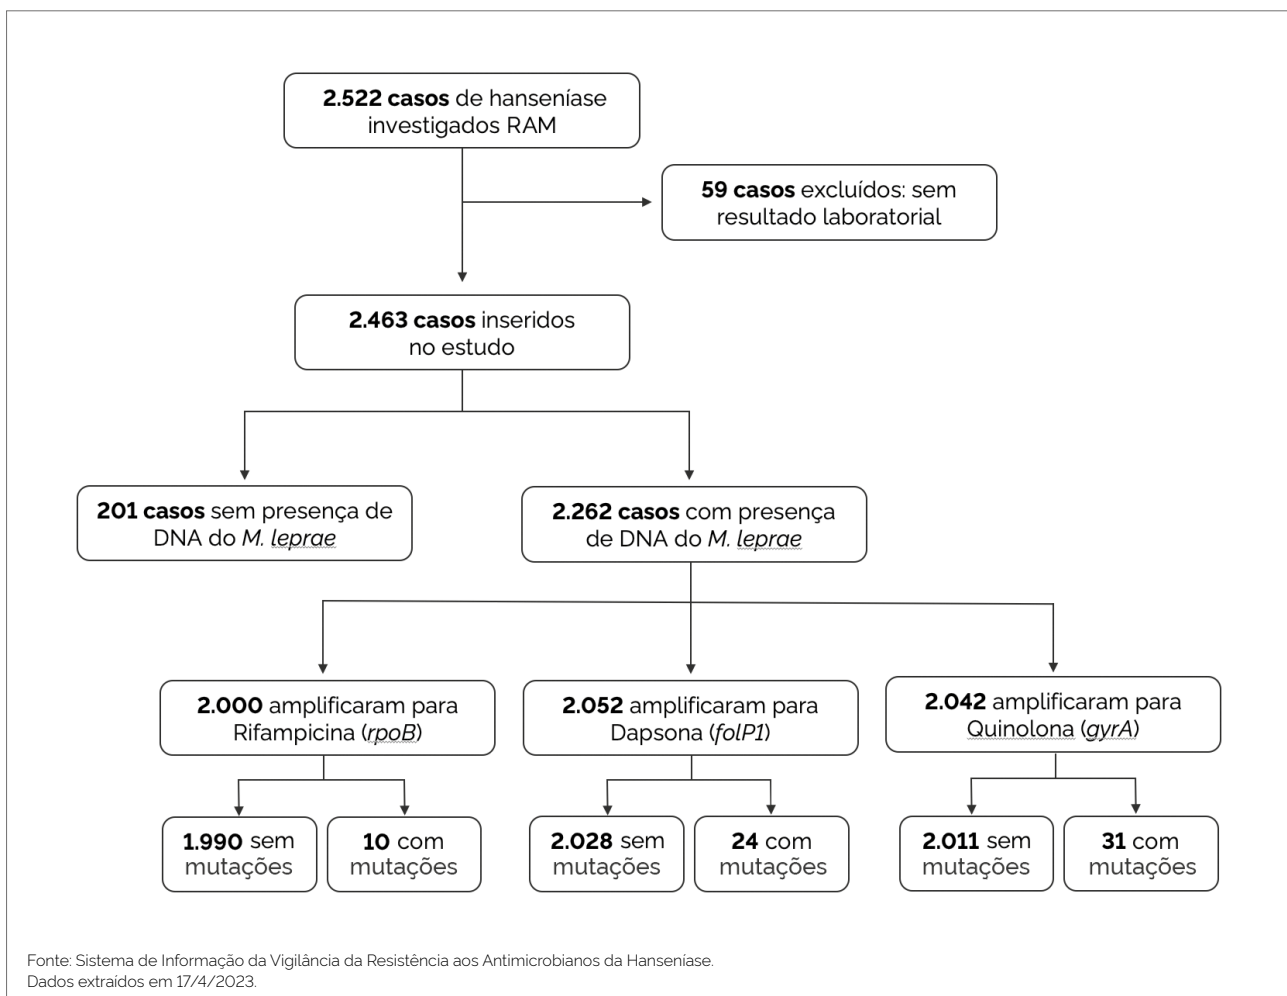 2.522 casos de hanseníase
investigados RAM
59 casos excluídos: sem
resultado laboratorial
2.463 casos inseridos
no estudo
201 casos sem presença de
DNA do M. leprae
2.262 casos com presença
de DNA do M. leprae
2.000 amplificaram para
Rifampicina (rpoB)
2.052 amplificaram para
Dapsona (folP1)
2.042 amplificaram para
Quinolona (gyrA)
1.990 sem
mutações
10 com
mutações
2.028 sem
mutações
24 com
mutações
2.011 sem
mutações
31 com
mutações
Fonte: Sistema de Informação da Vigilância da Resistência aos Antimicrobianos da Hanseníase.
Dados extraídos em 17/4/2023.